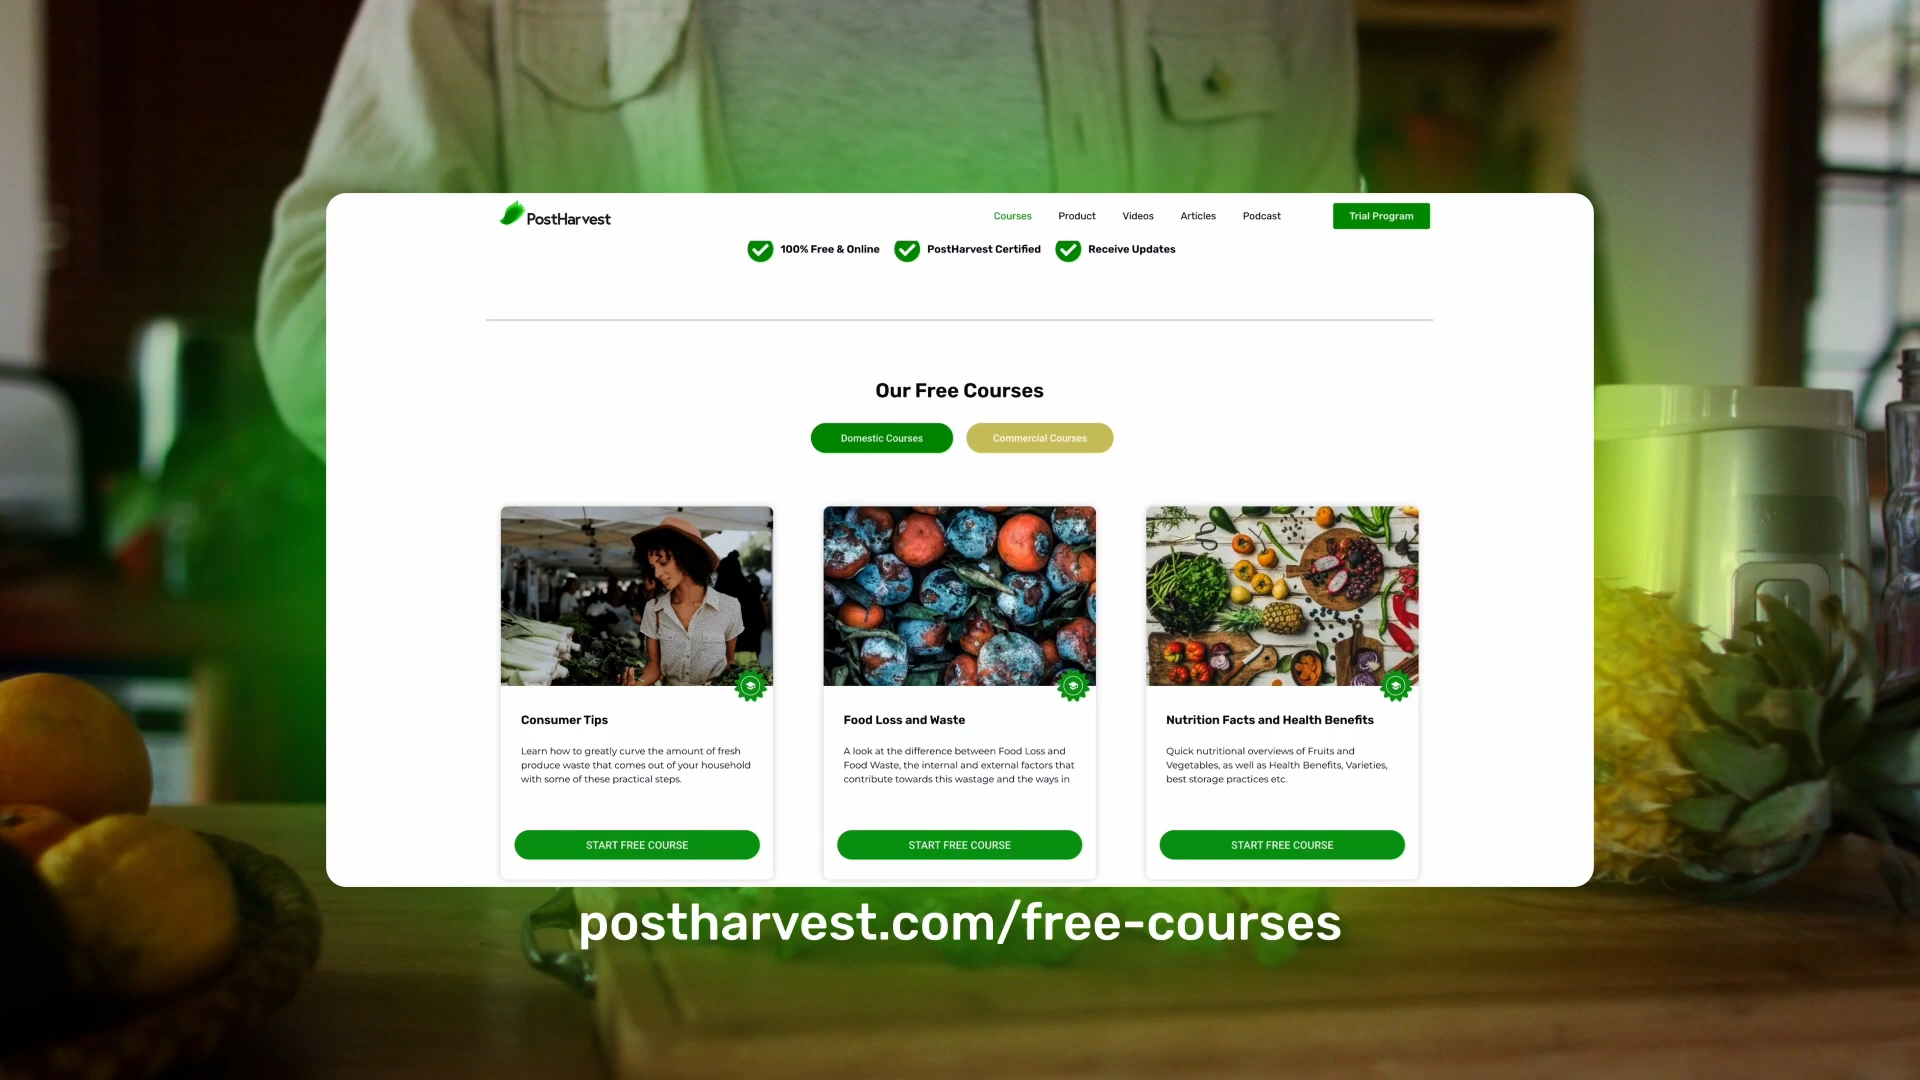 PostHarvest
Courses Product Videos Articles Podcast Trial Program
100% Free & Online PostHarvest Certified Receive Updates
Our Free Courses
Domestic Courses Commercial Courses
Consumer Tips
Learn how to greatly curve the amount of fresh
produce waste that comes out of your household
with some of these practical steps.
START FREE COURSE
Food Loss and Waste
A look at the difference between Food Loss and
Food Waste, the internal and external factors that
contribute towards this wastage and the ways in
START FREE COURSE
Nutrition Facts and Health Benefits
Quick nutritional overviews of Fruits and
Vegetables, as well as Health Benefits, Varieties,
best storage practices etc.
START FREE COURSE
postharvest.com/free-courses